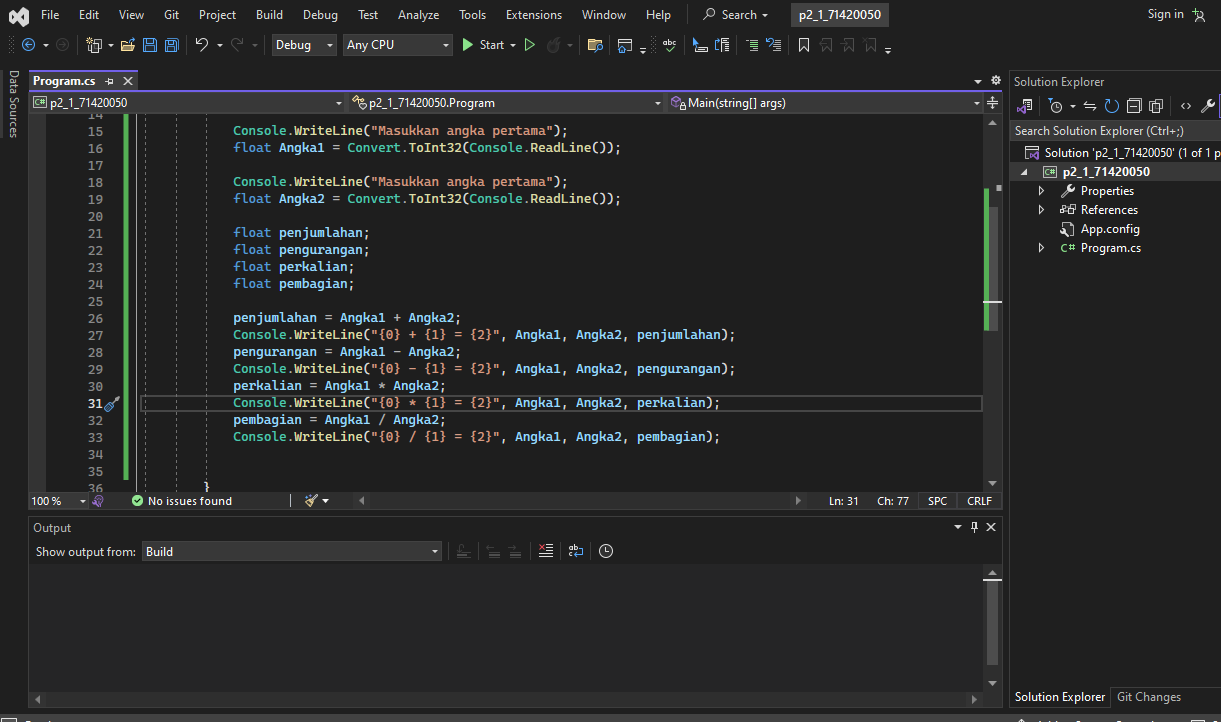 File Edit View Git Project Build Debug Test Analyze Tools Extensions Window Help Search p2_1_71420050 Sign in
Debug Any CPU Start
Data Sources
Program.cs
C# p2_1_71420050 p2_1_71420050.Program Main(string[] args)
14
15 Console.WriteLine("Masukkan angka pertama");
16 float Angka1 = Convert.ToInt32(Console.ReadLine());
17
18 Console.WriteLine("Masukkan angka pertama");
19 float Angka2 = Convert.ToInt32(Console.ReadLine());
20
21 float penjumlahan;
22 float pengurangan;
23 float perkalian;
24 float pembagian;
25
26 penjumlahan = Angka1 + Angka2;
27 Console.WriteLine("{0} + {1} = {2}", Angka1, Angka2, penjumlahan);
28 pengurangan = Angka1 - Angka2;
29 Console.WriteLine("{0} - {1} = {2}", Angka1, Angka2, pengurangan);
30 perkalian = Angka1 * Angka2;
31 Console.WriteLine("{0} * {1} = {2}", Angka1, Angka2, perkalian);
32 pembagian = Angka1 / Angka2;
33 Console.WriteLine("{0} / {1} = {2}", Angka1, Angka2, pembagian);
34
35
36 }
100 % No issues found Ln: 31 Ch: 77 SPC CRLF
Output
Show output from: Build
Solution Explorer
Search Solution Explorer (Ctrl+;)
Solution 'p2_1_71420050' (1 of 1 p
C# p2_1_71420050
Properties
References
App.config
C# Program.cs
Solution Explorer Git Changes